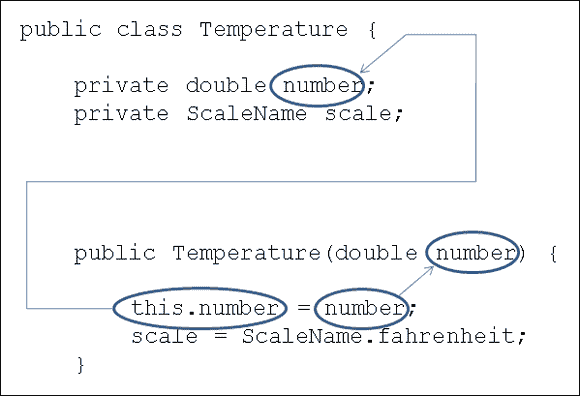 public class Temperature {
private double number;
private ScaleName scale;
public Temperature(double number) {
this.number = number;
scale = ScaleName.fahrenheit;
}